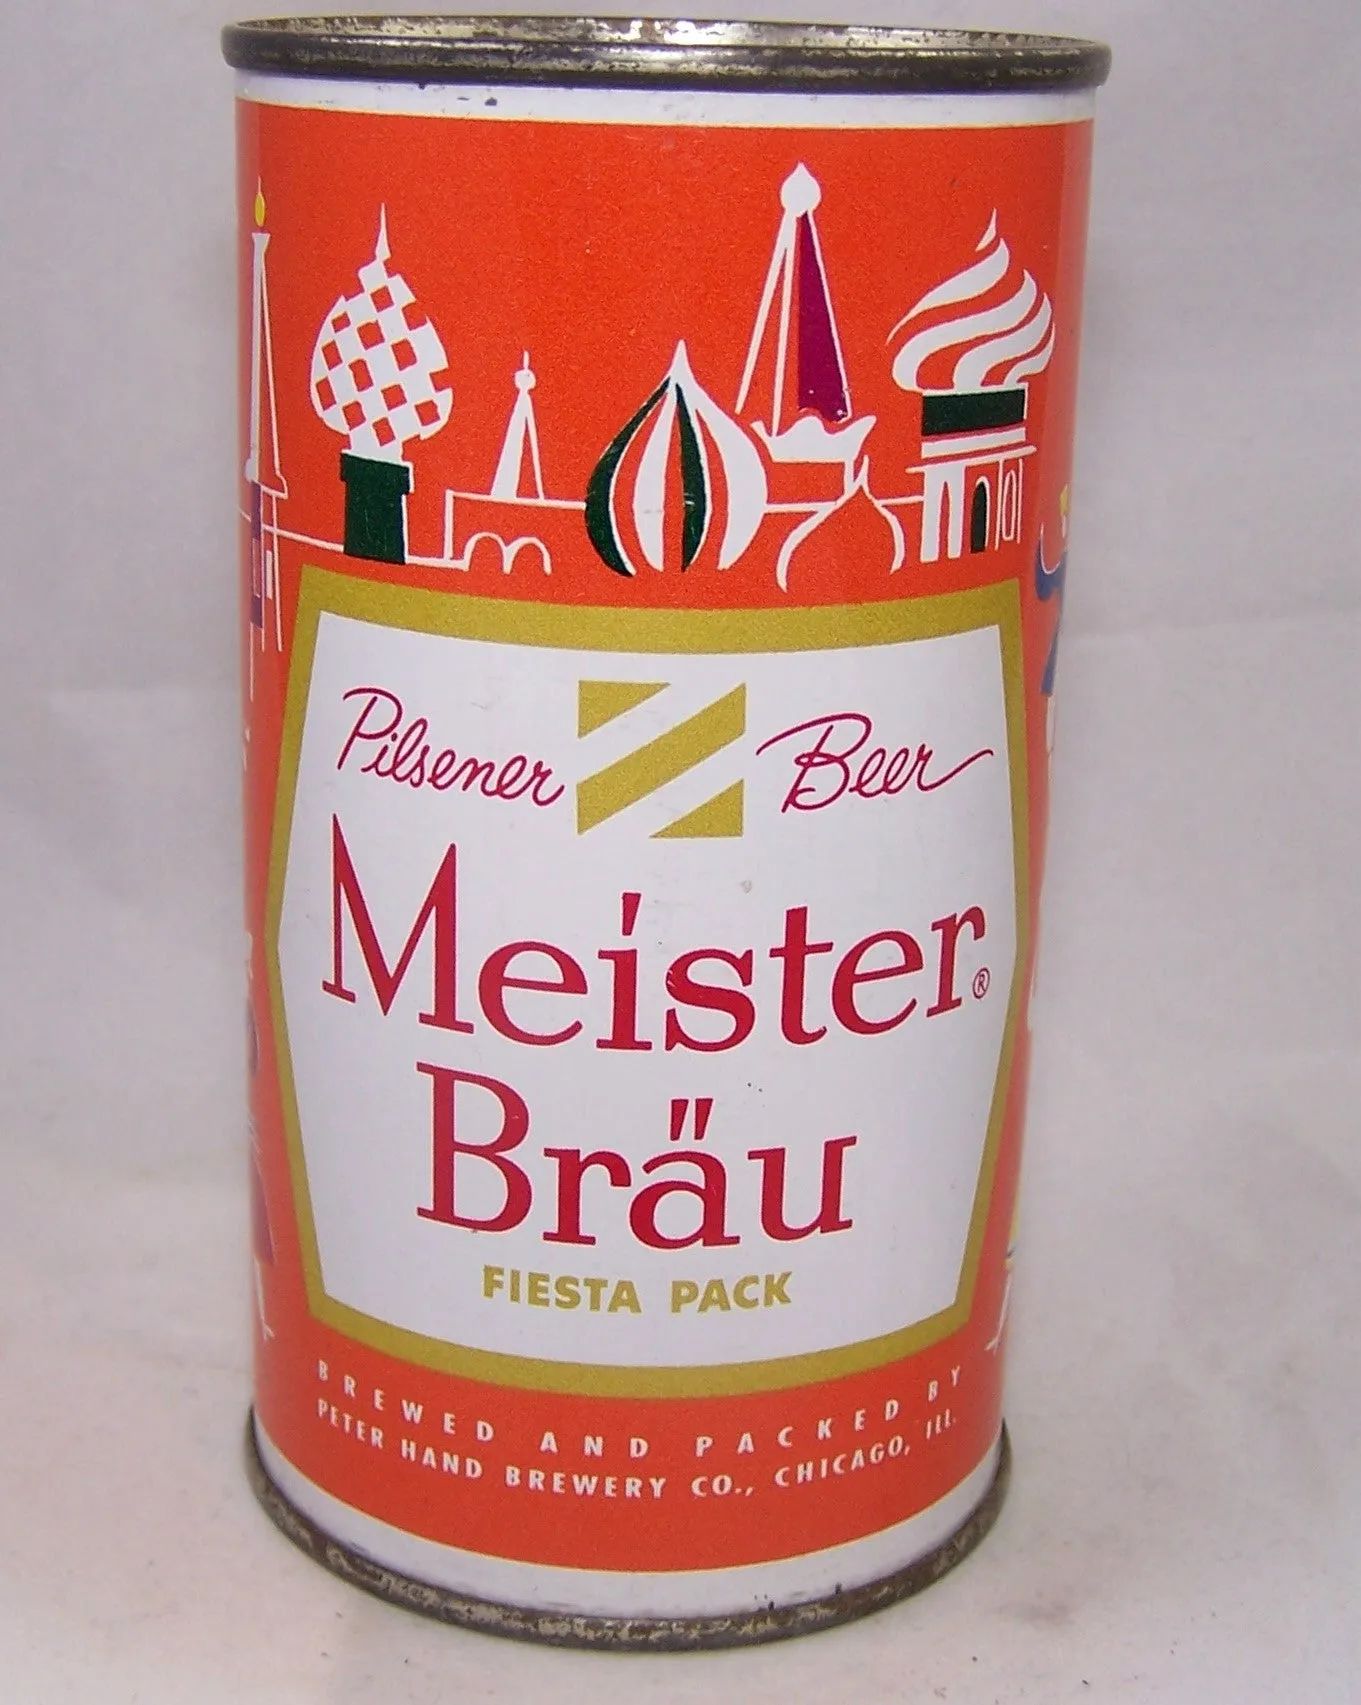 Pilsener Beer
Meister®
Bräu
FIESTA PACK
BREWED AND PACKED BY
PETER HAND BREWERY CO., CHICAGO, ILL.